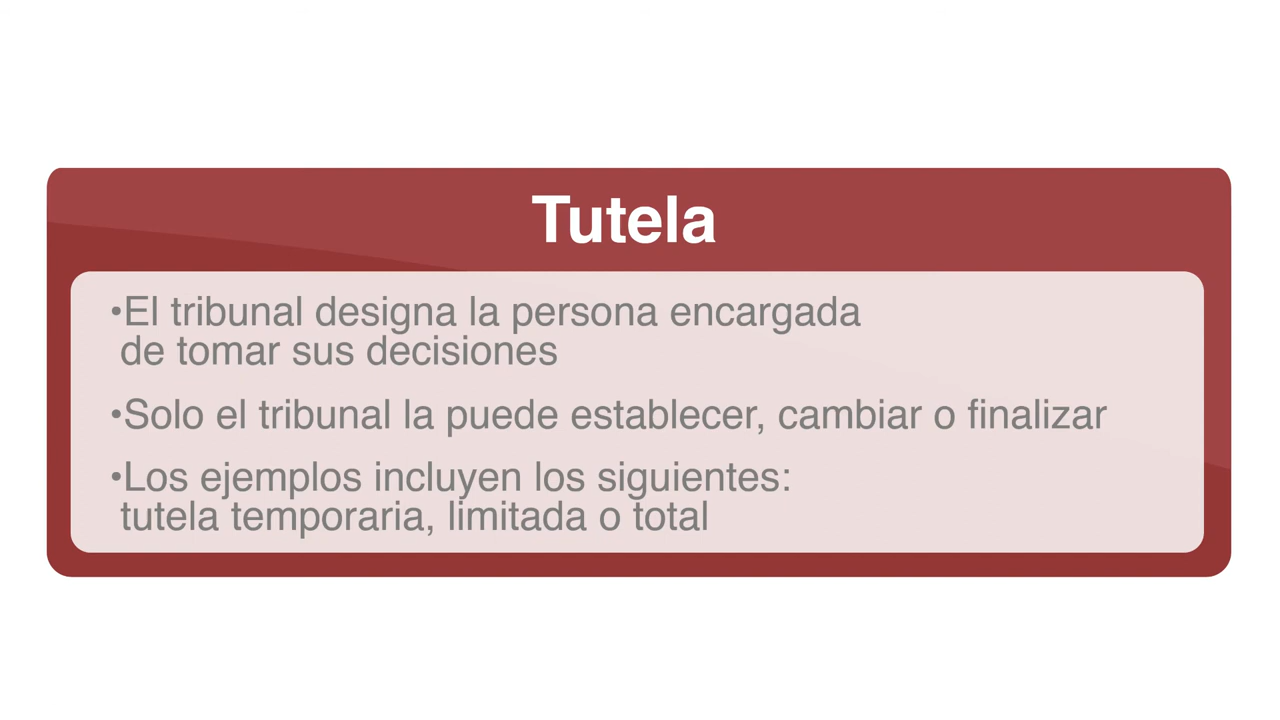 Tutela
•El tribunal designa la persona encargada
de tomar sus decisiones
•Solo el tribunal la puede establecer, cambiar o finalizar
•Los ejemplos incluyen los siguientes:
tutela temporaria, limitada o total